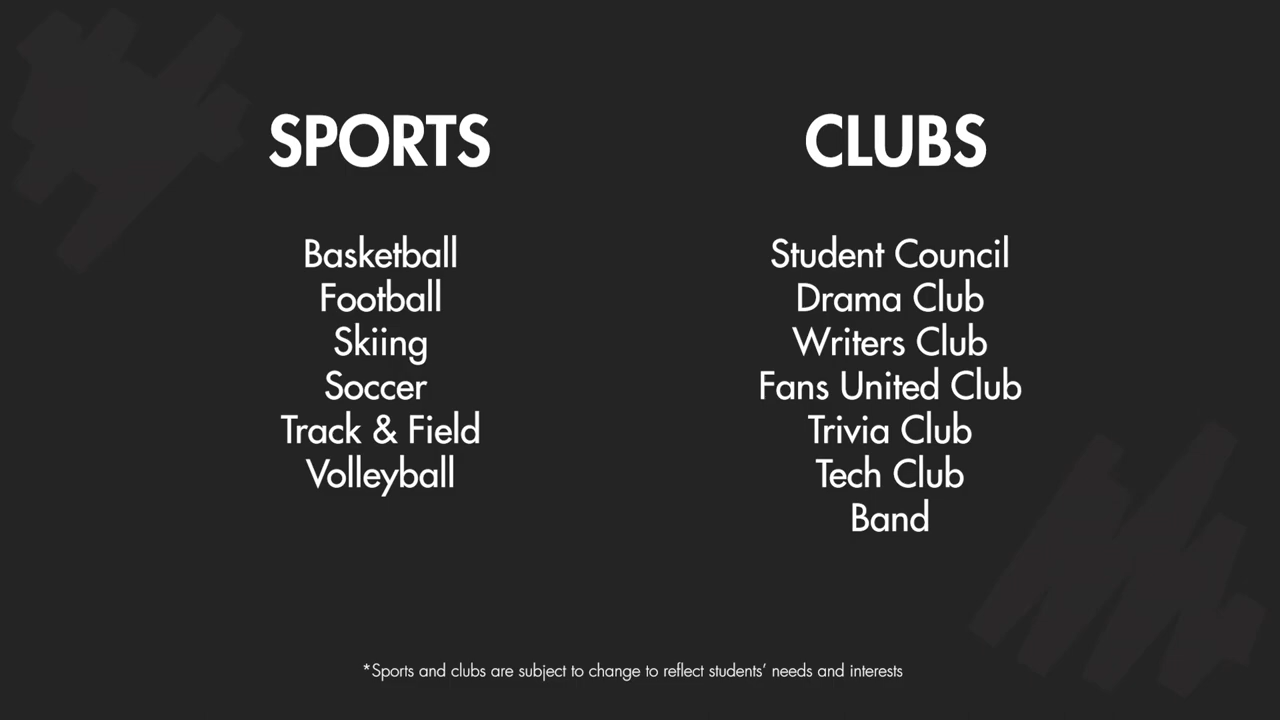 SPORTS
Basketball
Football
Skiing
Soccer
Track & Field
Volleyball
CLUBS
Student Council
Drama Club
Writers Club
Fans United Club
Trivia Club
Tech Club
Band
*Sports and clubs are subject to change to reflect students’ needs and interests